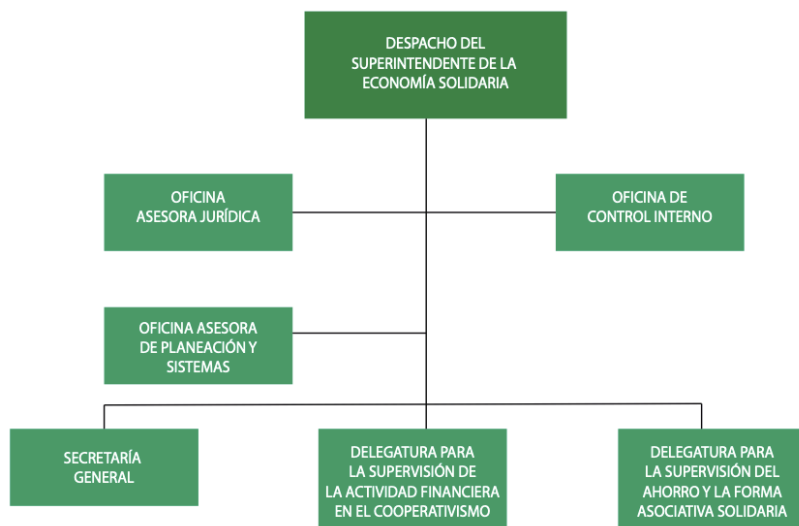 DESPACHO DEL
SUPERINTENDENTE DE LA
ECONOMÍA SOLIDARIA
OFICINA
ASESORA JURÍDICA
OFICINA DE
CONTROL INTERNO
OFICINA ASESORA
DE PLANEACIÓN Y
SISTEMAS
SECRETARÍA
GENERAL
DELEGATURA PARA
LA SUPERVISIÓN DE
LA ACTIVIDAD FINANCIERA
EN EL COOPERATIVISMO
DELEGATURA PARA
LA SUPERVISIÓN DEL
AHORRO Y LA FORMA
ASOCIATIVA SOLIDARIA